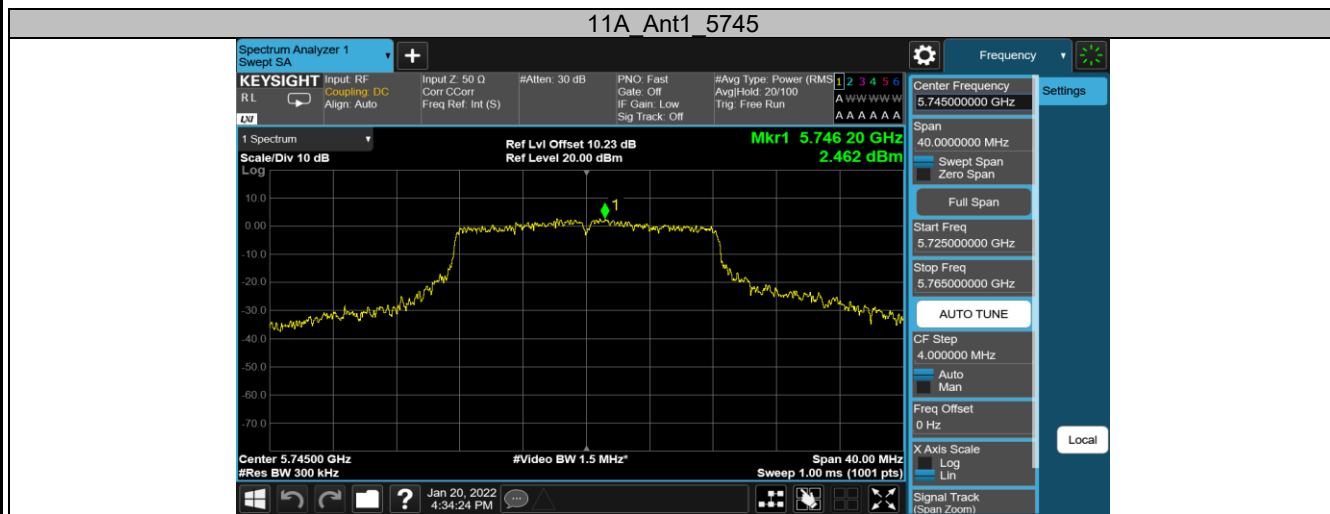 11A_Ant1_5745
Spectrum Analyzer 1
Swept SA
Frequency
KEYSIGHT
RL
LXI
Input: RF
Coupling: DC
Align: Auto
Input Z: 50 Ω
Corr CCorr
Freq Ref: Int (S)
#Atten: 30 dB
PNO: Fast
Gate: Off
IF Gain: Low
Sig Track: Off
#Avg Type: Power (RMS
Avg|Hold: 20/100
Trig: Free Run
1 2 3 4 5 6
A W W W W W
A A A A A A
1 Spectrum
Scale/Div 10 dB
Log
Ref Lvl Offset 10.23 dB
Ref Level 20.00 dBm
Mkr1 5.746 20 GHz
2.462 dBm
1
10.0
0.00
-10.0
-20.0
-30.0
-40.0
-50.0
-60.0
-70.0
Center 5.74500 GHz
#Res BW 300 kHz
#Video BW 1.5 MHz*
Span 40.00 MHz
Sweep 1.00 ms (1001 pts)
Jan 20, 2022
4:34:24 PM
Center Frequency
5.745000000 GHz
Settings
Span
40.0000000 MHz
Swept Span
Zero Span
Full Span
Start Freq
5.725000000 GHz
Stop Freq
5.765000000 GHz
AUTO TUNE
CF Step
4.000000 MHz
Auto
Man
Freq Offset
0 Hz
X Axis Scale
Log
Lin
Local
Signal Track
(Span Zoom)